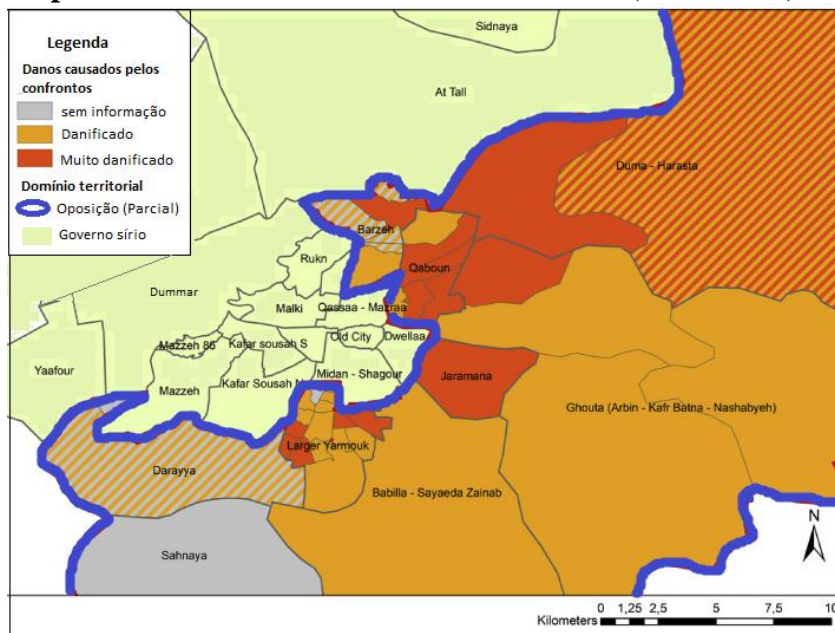 Legenda
Danos causados pelos
confrontos
sem informação
Danificado
Muito danificado
Domínio territorial
Oposição (Parcial)
Governo sírio
Sidnaya
At Tall
Duma - Harasta
Barzeh
Rukn
Qaboun
Dummar
Malki
Qassaa - Mazraa
Mazzeh 86
Kafar sousah S
Old City
Dwellaa
Yaafour
Mazzeh
Kafar Sousah N
Midan - Shagour
Jaramana
Ghouta (Arbin - Kafr Batna - Nashabyeh)
Larger Yarmouk
Darayya
Babilla - Sayaeda Zainab
Sahnaya
N
Kilometers
0 1,25 2,5 5 7,5 10